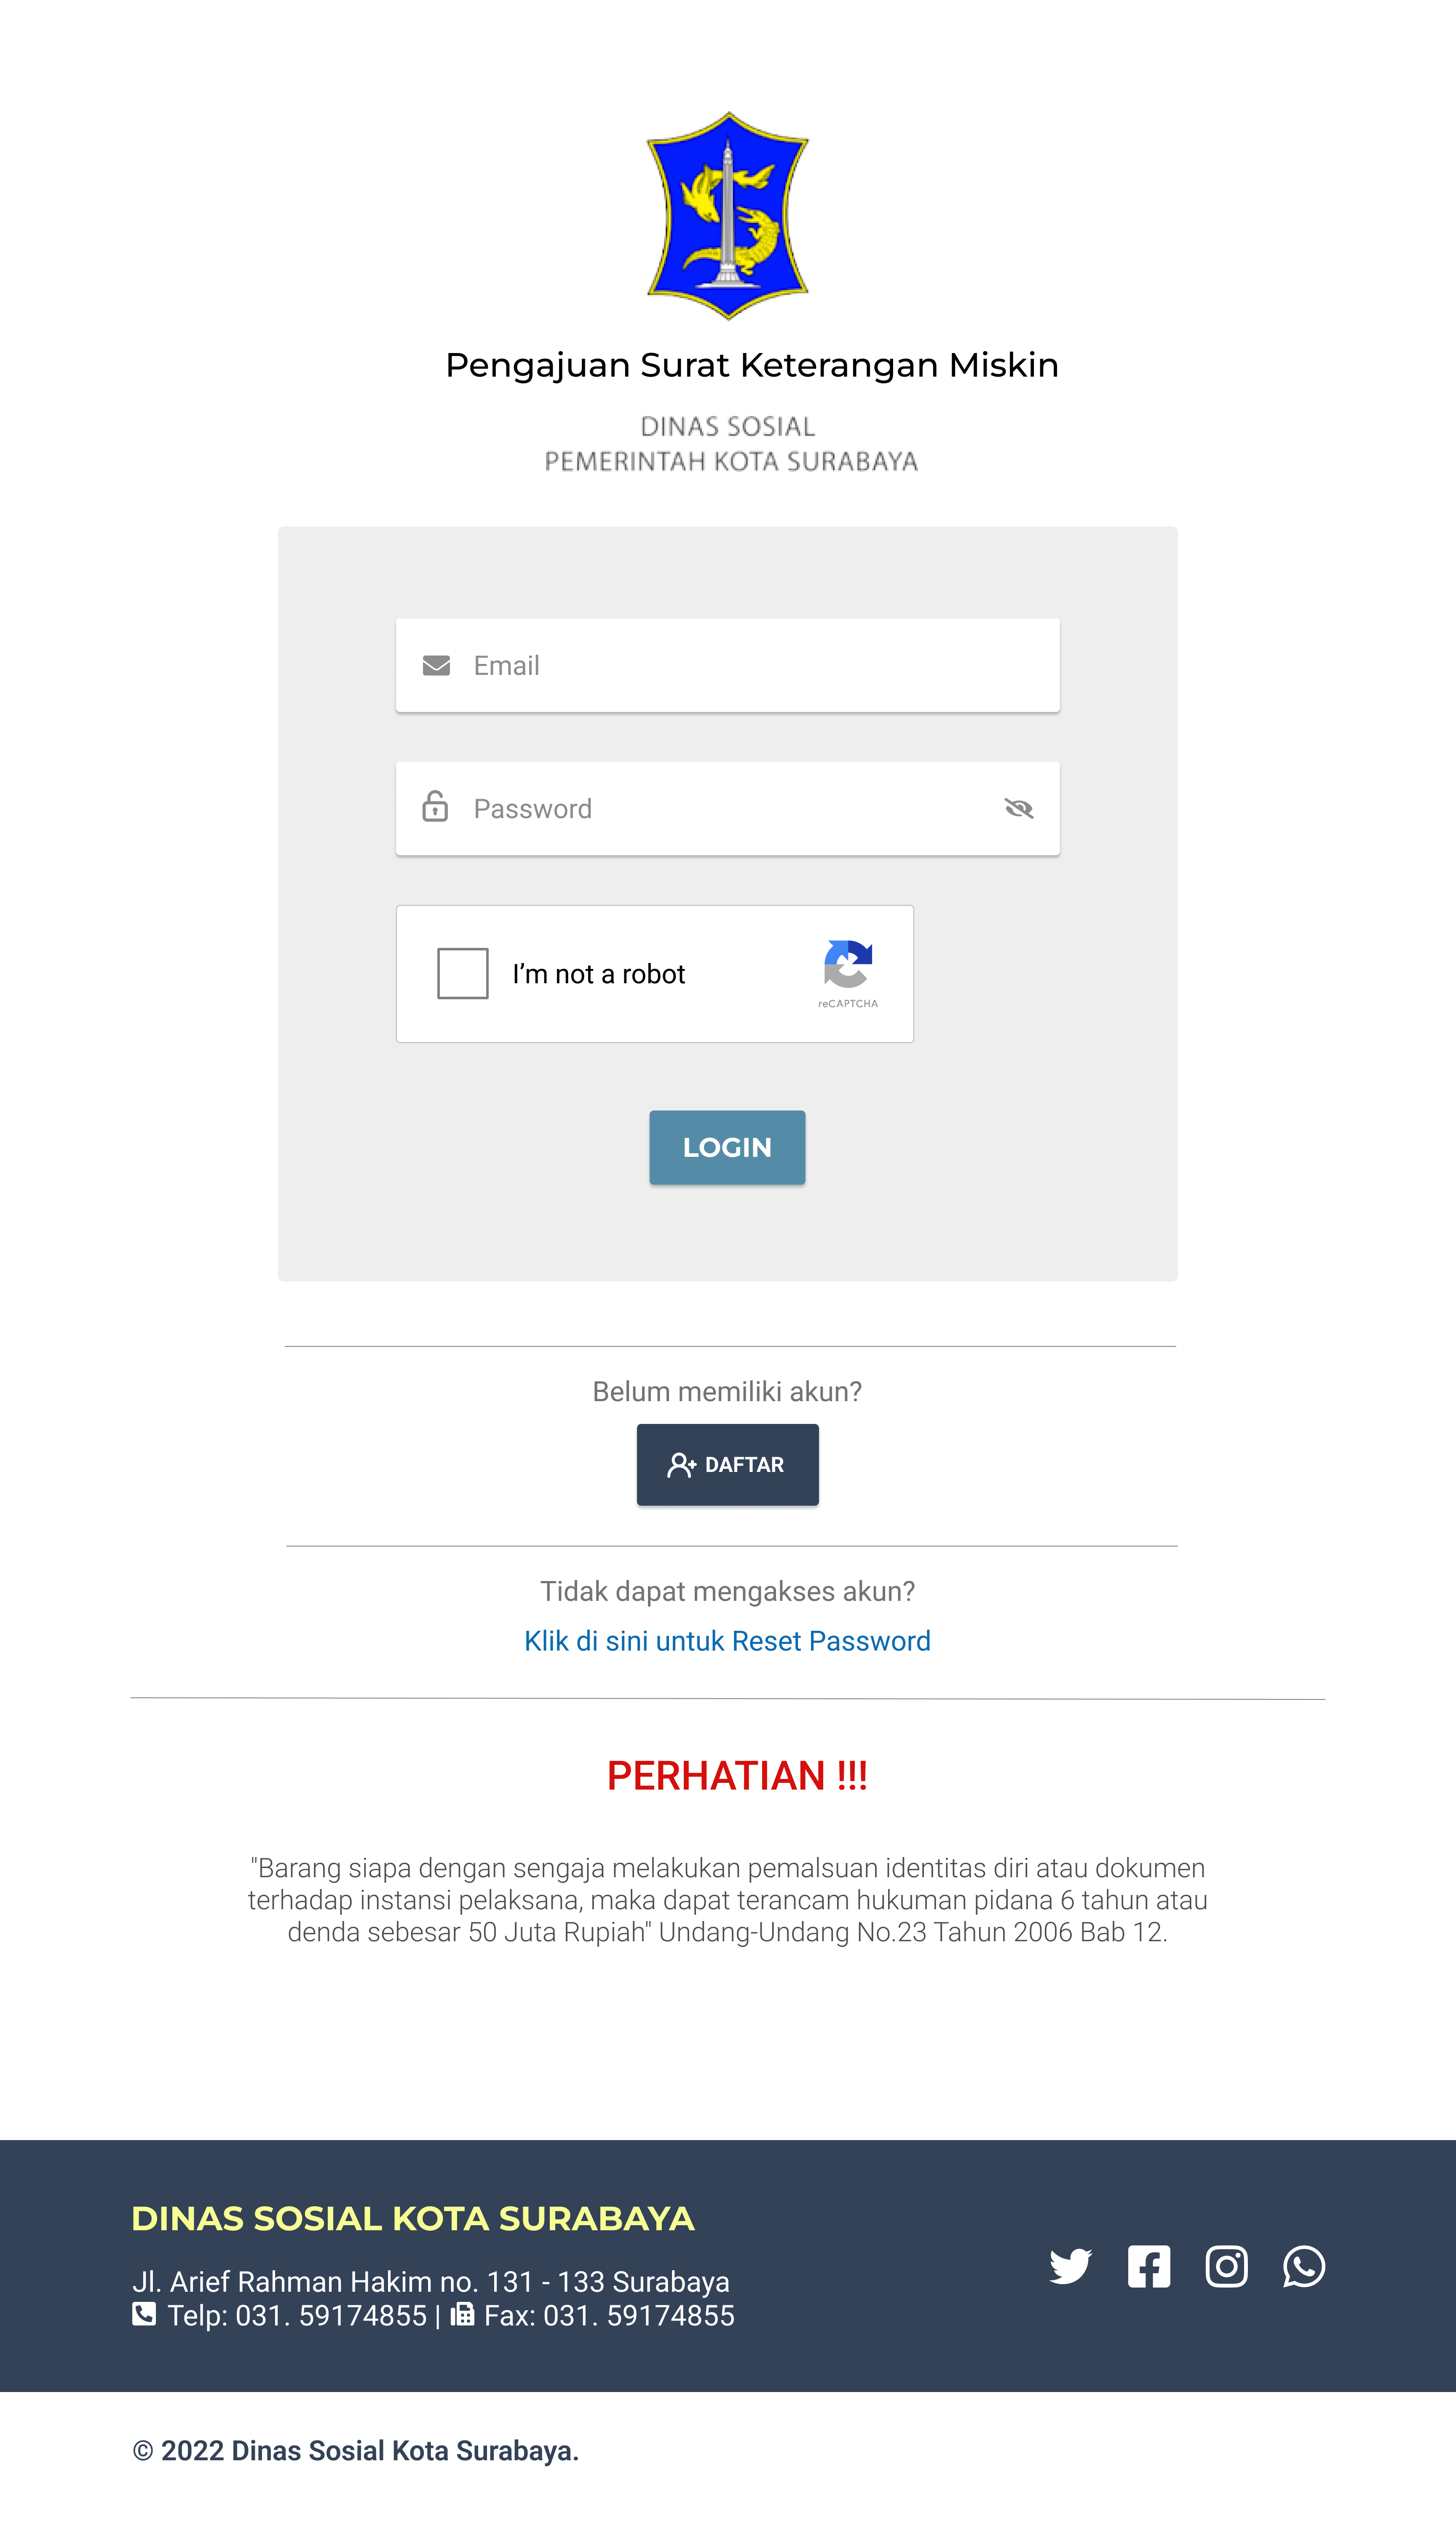 Pengajuan Surat Keterangan Miskin
DINAS SOSIAL
PEMERINTAH KOTA SURABAYA
Email
Password
I'm not a robot
reCAPTCHA
LOGIN
Belum memiliki akun?
DAFTAR
Tidak dapat mengakses akun?
Klik di sini untuk Reset Password
PERHATIAN !!!
"Barang siapa dengan sengaja melakukan pemalsuan identitas diri atau dokumen
terhadap instansi pelaksana, maka dapat terancam hukuman pidana 6 tahun atau
denda sebesar 50 Juta Rupiah" Undang-Undang No.23 Tahun 2006 Bab 12.
DINAS SOSIAL KOTA SURABAYA
Jl. Arief Rahman Hakim no. 131 - 133 Surabaya
Telp: 031. 59174855 | Fax: 031. 59174855
© 2022 Dinas Sosial Kota Surabaya.